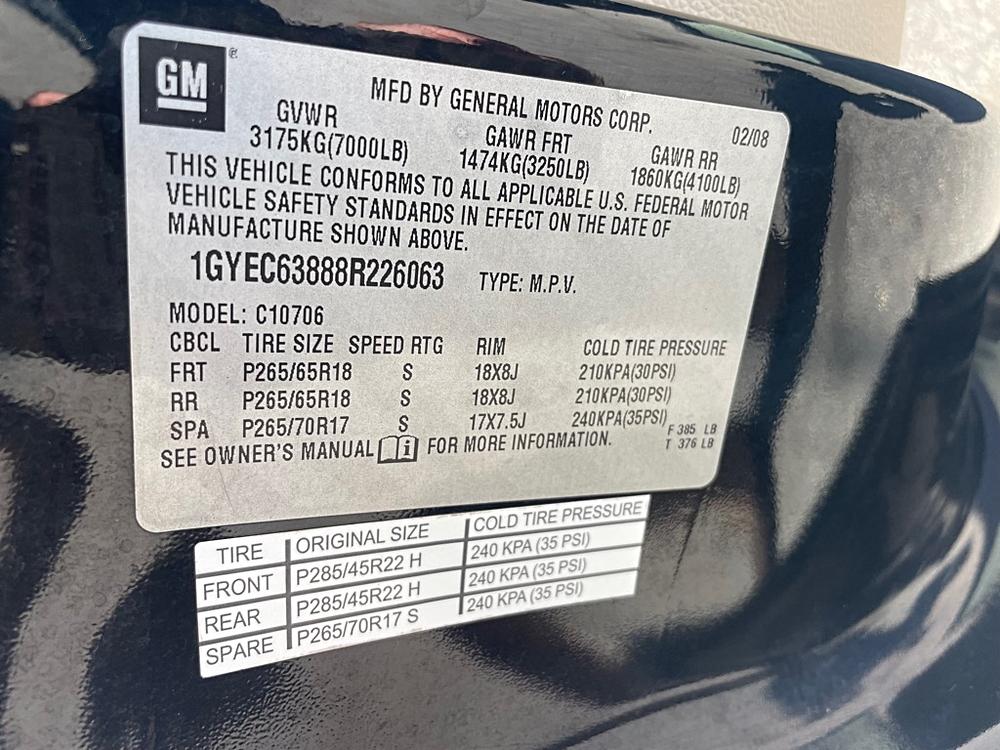 GM ®
MFD BY GENERAL MOTORS CORP.
02/08
GVWR GAWR FRT GAWR RR
3175KG(7000LB) 1474KG(3250LB) 1860KG(4100LB)
THIS VEHICLE CONFORMS TO ALL APPLICABLE U.S. FEDERAL MOTOR
VEHICLE SAFETY STANDARDS IN EFFECT ON THE DATE OF
MANUFACTURE SHOWN ABOVE.
1GYEC63888R226063 TYPE: M.P.V.
MODEL: C10706
CBCL TIRE SIZE SPEED RTG RIM COLD TIRE PRESSURE
FRT P265/65R18 S 18X8J 210KPA(30PSI)
RR P265/65R18 S 18X8J 210KPA(30PSI)
SPA P265/70R17 S 17X7.5J 240KPA(35PSI)
F 385 LB
T 376 LB
SEE OWNER'S MANUAL i FOR MORE INFORMATION.
TIRE ORIGINAL SIZE COLD TIRE PRESSURE
FRONT P285/45R22 H 240 KPA (35 PSI)
REAR P285/45R22 H 240 KPA (35 PSI)
SPARE P265/70R17 S 240 KPA (35 PSI)